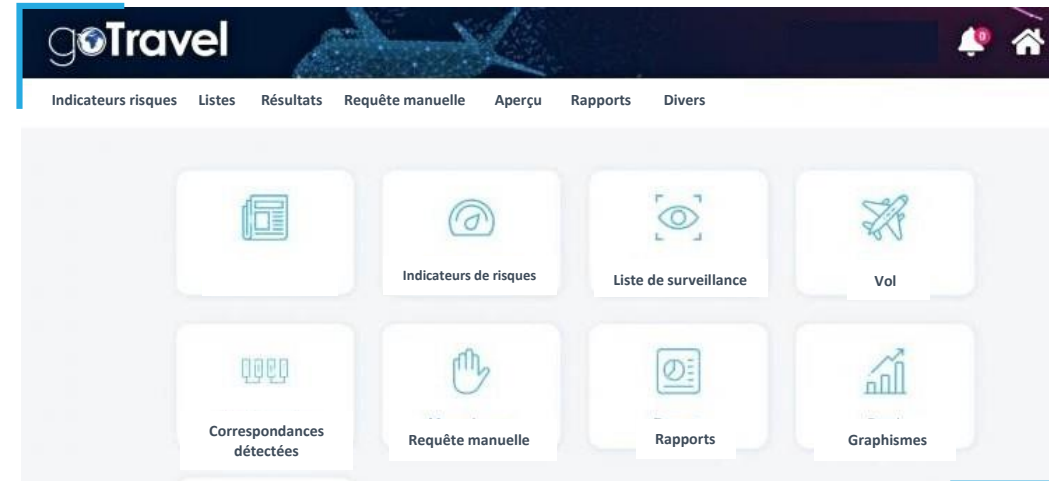 goTravel
0
Indicateurs risques Listes Résultats Requête manuelle Aperçu Rapports Divers
Indicateurs de risques
Liste de surveillance
Vol
Correspondances
détectées
Requête manuelle
Rapports
Graphismes